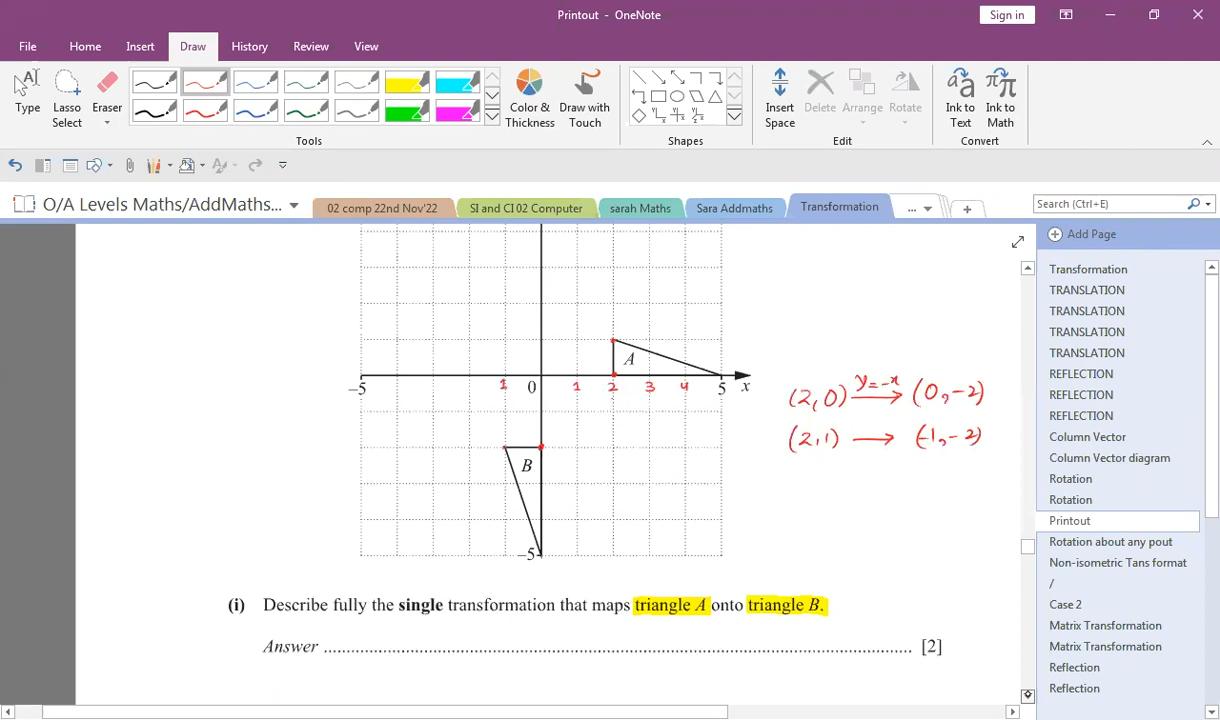 Printout - OneNote
Sign in
File Home Insert Draw History Review View
Type
Lasso Select
Eraser
Color & Thickness
Draw with Touch
Insert Space
Delete
Arrange
Rotate
Ink to Text
Ink to Math
Tools
Shapes
Edit
Convert
O/A Levels Maths/AddMaths...
02 comp 22nd Nov'22
SI and CI 02 Computer
sarah Maths
Sara Addmaths
Transformation
...
Search (Ctrl+E)
Add Page
Transformation
TRANSLATION
TRANSLATION
TRANSLATION
TRANSLATION
REFLECTION
REFLECTION
REFLECTION
Column Vector
Column Vector diagram
Rotation
Rotation
Printout
Rotation about any pout
Non-isometric Tans format
/
Case 2
Matrix Transformation
Matrix Transformation
Reflection
Reflection
A
-5 1 0 1 2 3 4 5 x
B
-5
y=-x
(2,0) → (0,-2)
(2,1) → (-1,-2)
(i) Describe fully the single transformation that maps triangle A onto triangle B.
Answer ........................................................................................................ [2]